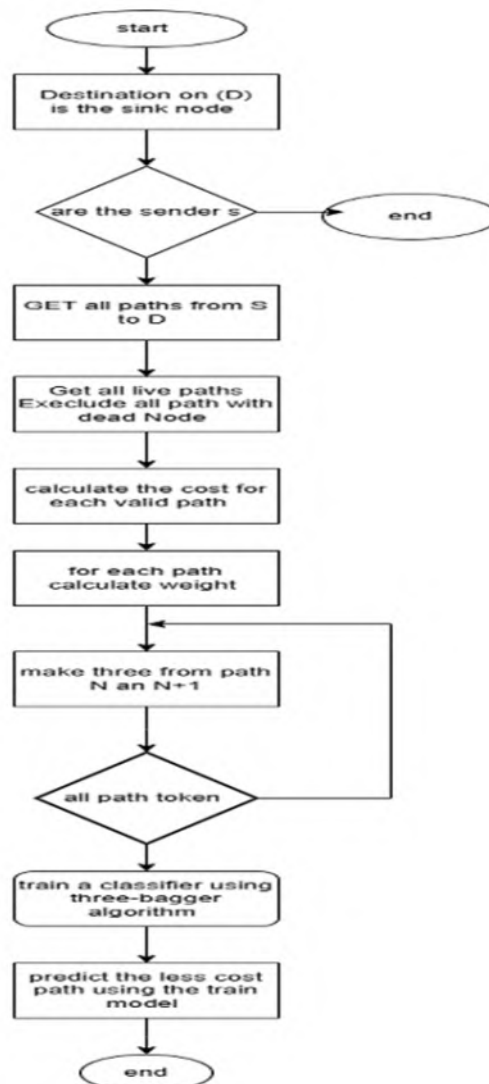 start
Destination on (D)
is the sink node
are the sender s
end
GET all paths from S
to D
Get all live paths
Execlude all path with
dead Node
calculate the cost for
each valid path
for each path
calculate weight
make three from path
N an N+1
all path token
train a classifier using
three-bagger
algorithm
predict the less cost
path using the train
model
end